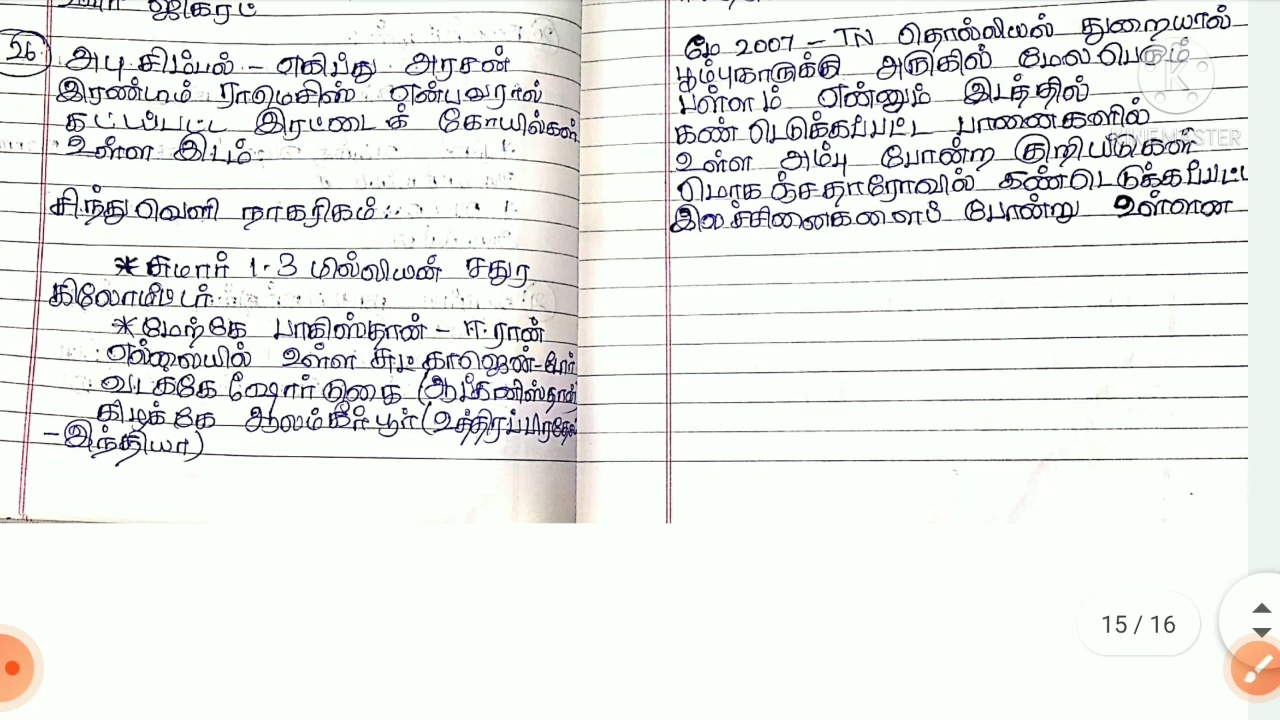 26
அபு சிம்பல் - எகிப்து அரசன்
இரண்டாம் ராமெசிஸ் என்பவரால்
கட்டப்பட்ட இரட்டைக் கோயில்கள்
உள்ள இடம்.
சிந்துவெளி நாகரிகம்:
* சுமார் 1.3 மில்லியன் சதுர
கிலோமீட்டர்
* மேற்கே பாகிஸ்தான் - ஈரான்
எல்லையில் உள்ள சுட்காஜென்-டோர்
வடக்கே ஷோர்டுகை (ஆப்கனிஸ்தான்)
கிழக்கே ஆலம்கீர்பூர் (உத்திரப்பிரதேச
-இந்தியா)
மே 2007 - TN தொல்லியல் துறையால்
பூம்புகாருக்கு அருகில் மேலபெரும்
பள்ளம் என்னும் இடத்தில்
கண்டெடுக்கப்பட்ட பானைகளில்
உள்ள அம்பு போன்ற குறியீடுகள்
மொகஞ்சதாரோவில் கண்டெடுக்கப்பட்ட
இலச்சினைகளைப் போன்று உள்ளன
KINEMASTER
15 / 16